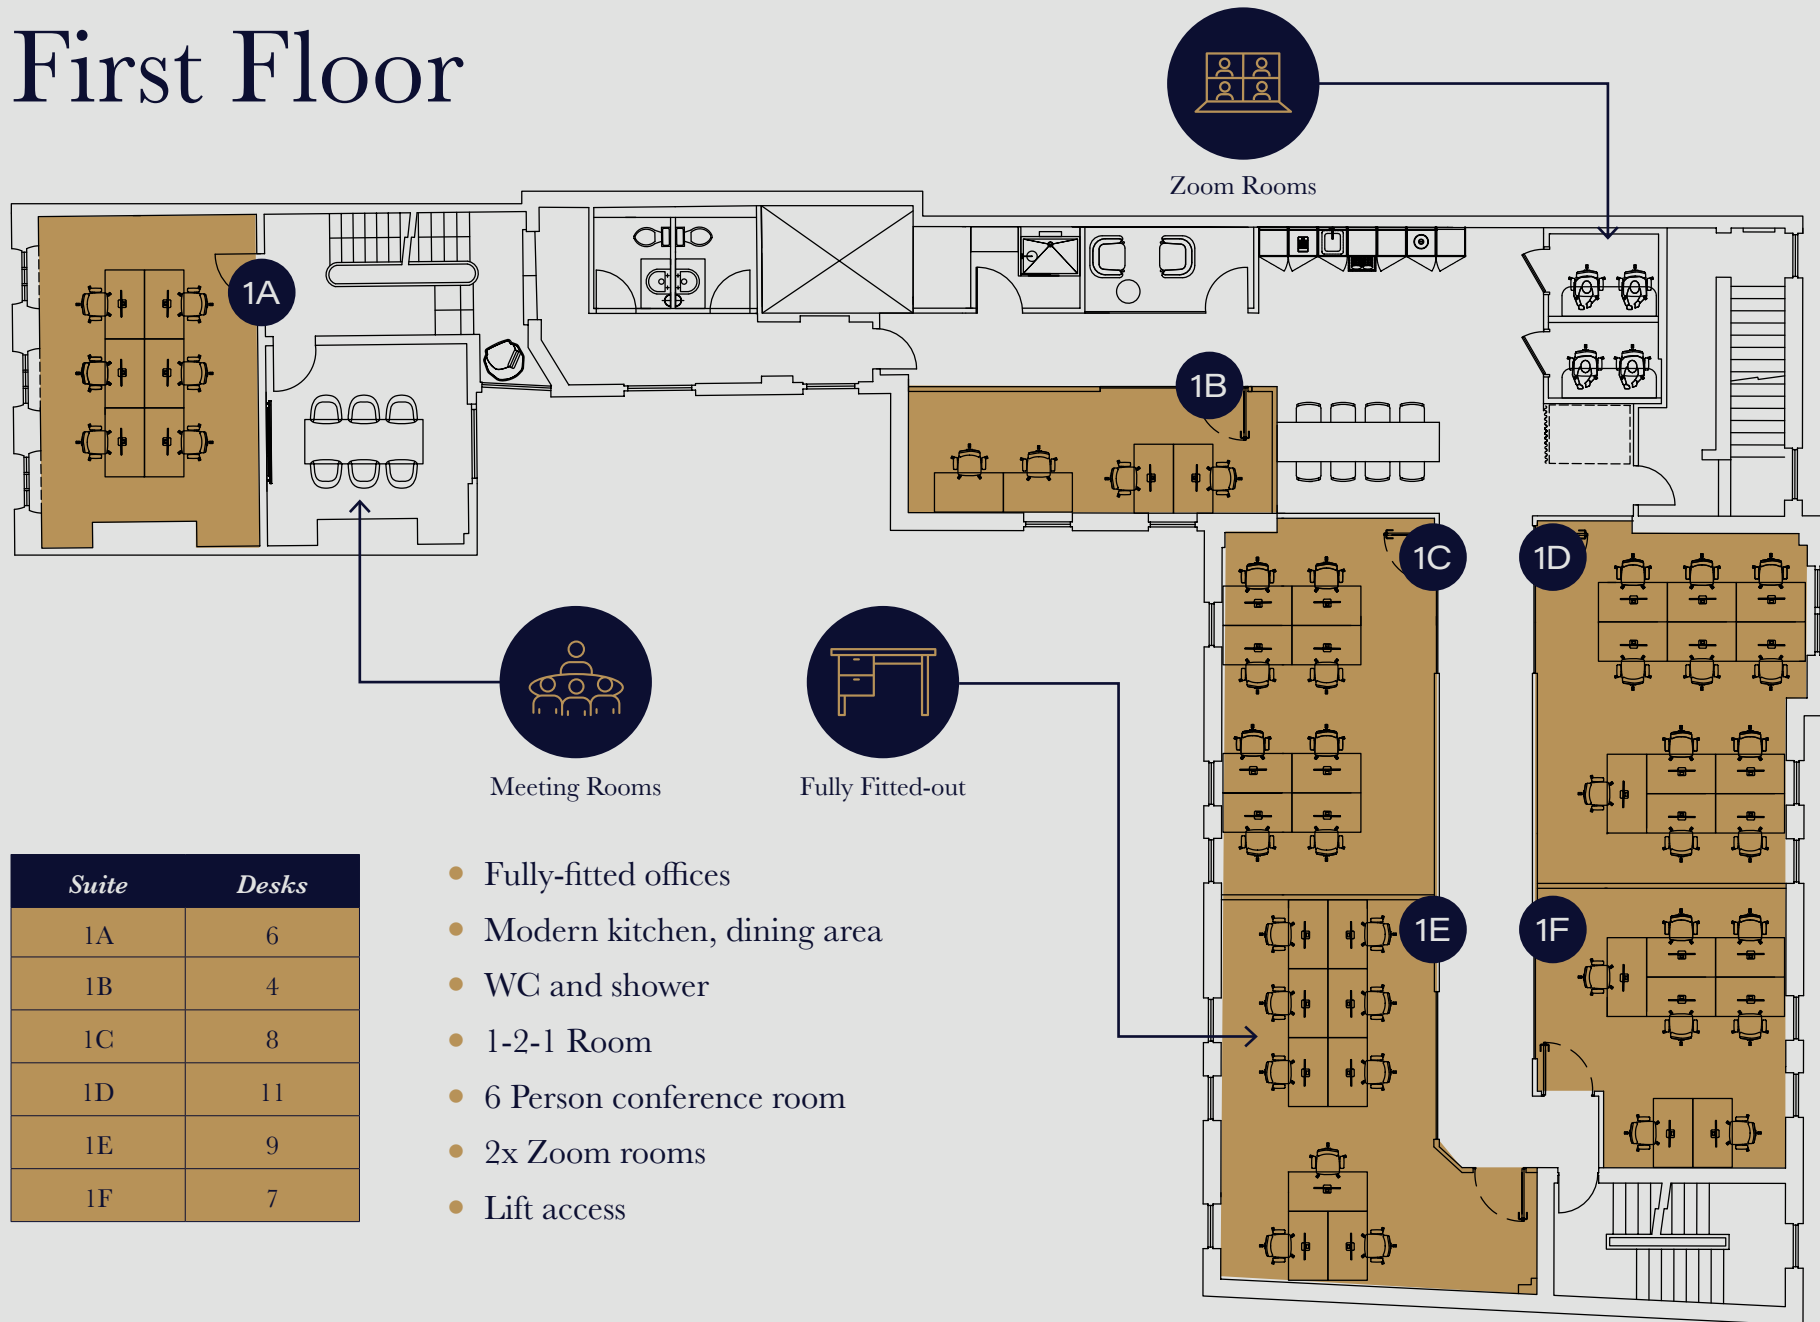 First Floor
Zoom Rooms
1A
1B
1C
1D
Meeting Rooms
Fully Fitted-out
1E
1F
Suite Desks
1A 6
1B 4
1C 8
1D 11
1E 9
1F 7
Fully-fitted offices
Modern kitchen, dining area
WC and shower
1-2-1 Room
6 Person conference room
2x Zoom rooms
Lift access